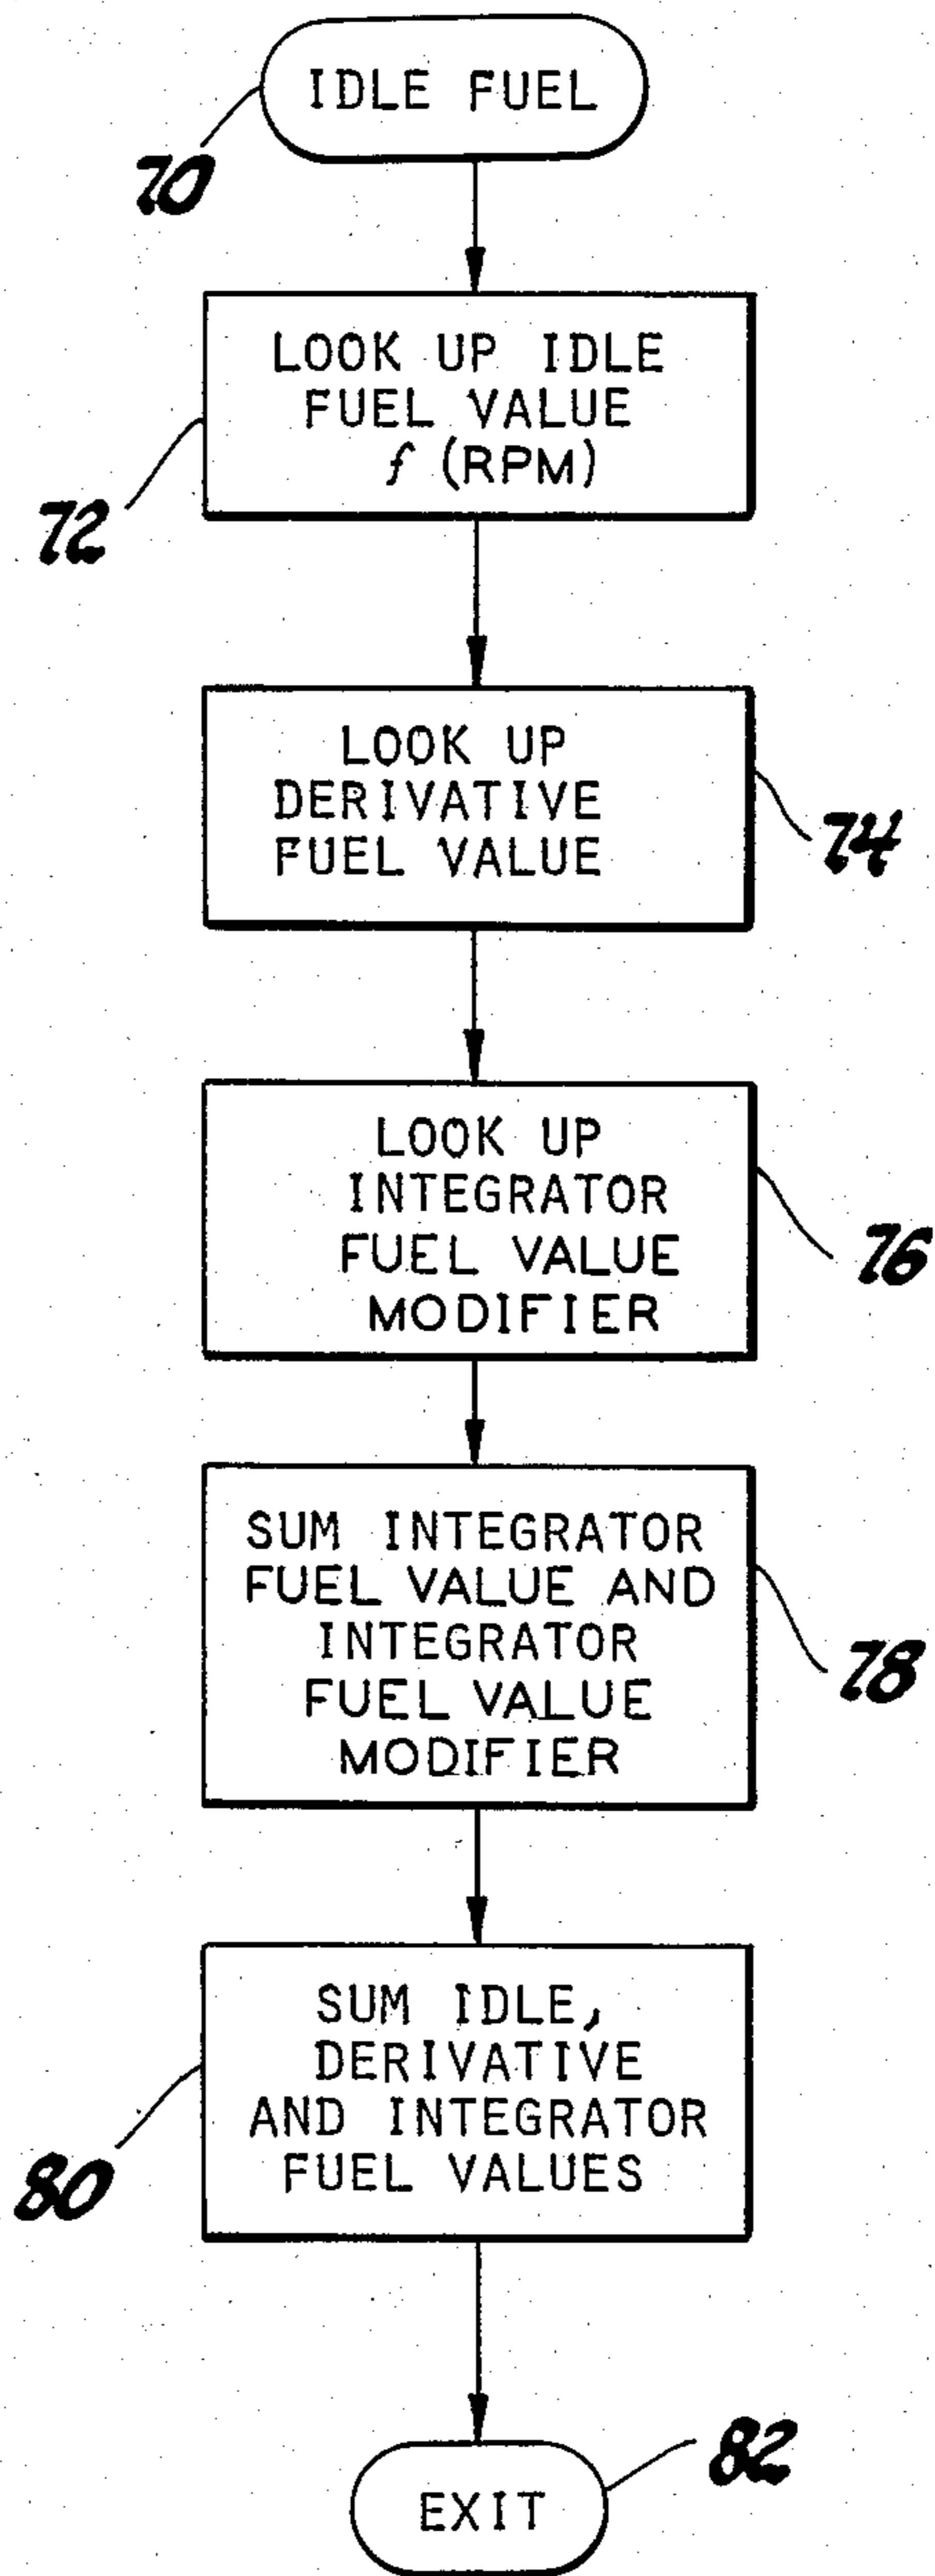 IDLE FUEL
70
LOOK UP IDLE
FUEL VALUE
f (RPM)
72
LOOK UP
DERIVATIVE
FUEL VALUE
74
LOOK UP
INTEGRATOR
FUEL VALUE
MODIFIER
76
SUM INTEGRATOR
FUEL VALUE AND
INTEGRATOR
FUEL VALUE
MODIFIER
78
SUM IDLE,
DERIVATIVE
AND INTEGRATOR
FUEL VALUES
80
EXIT
82